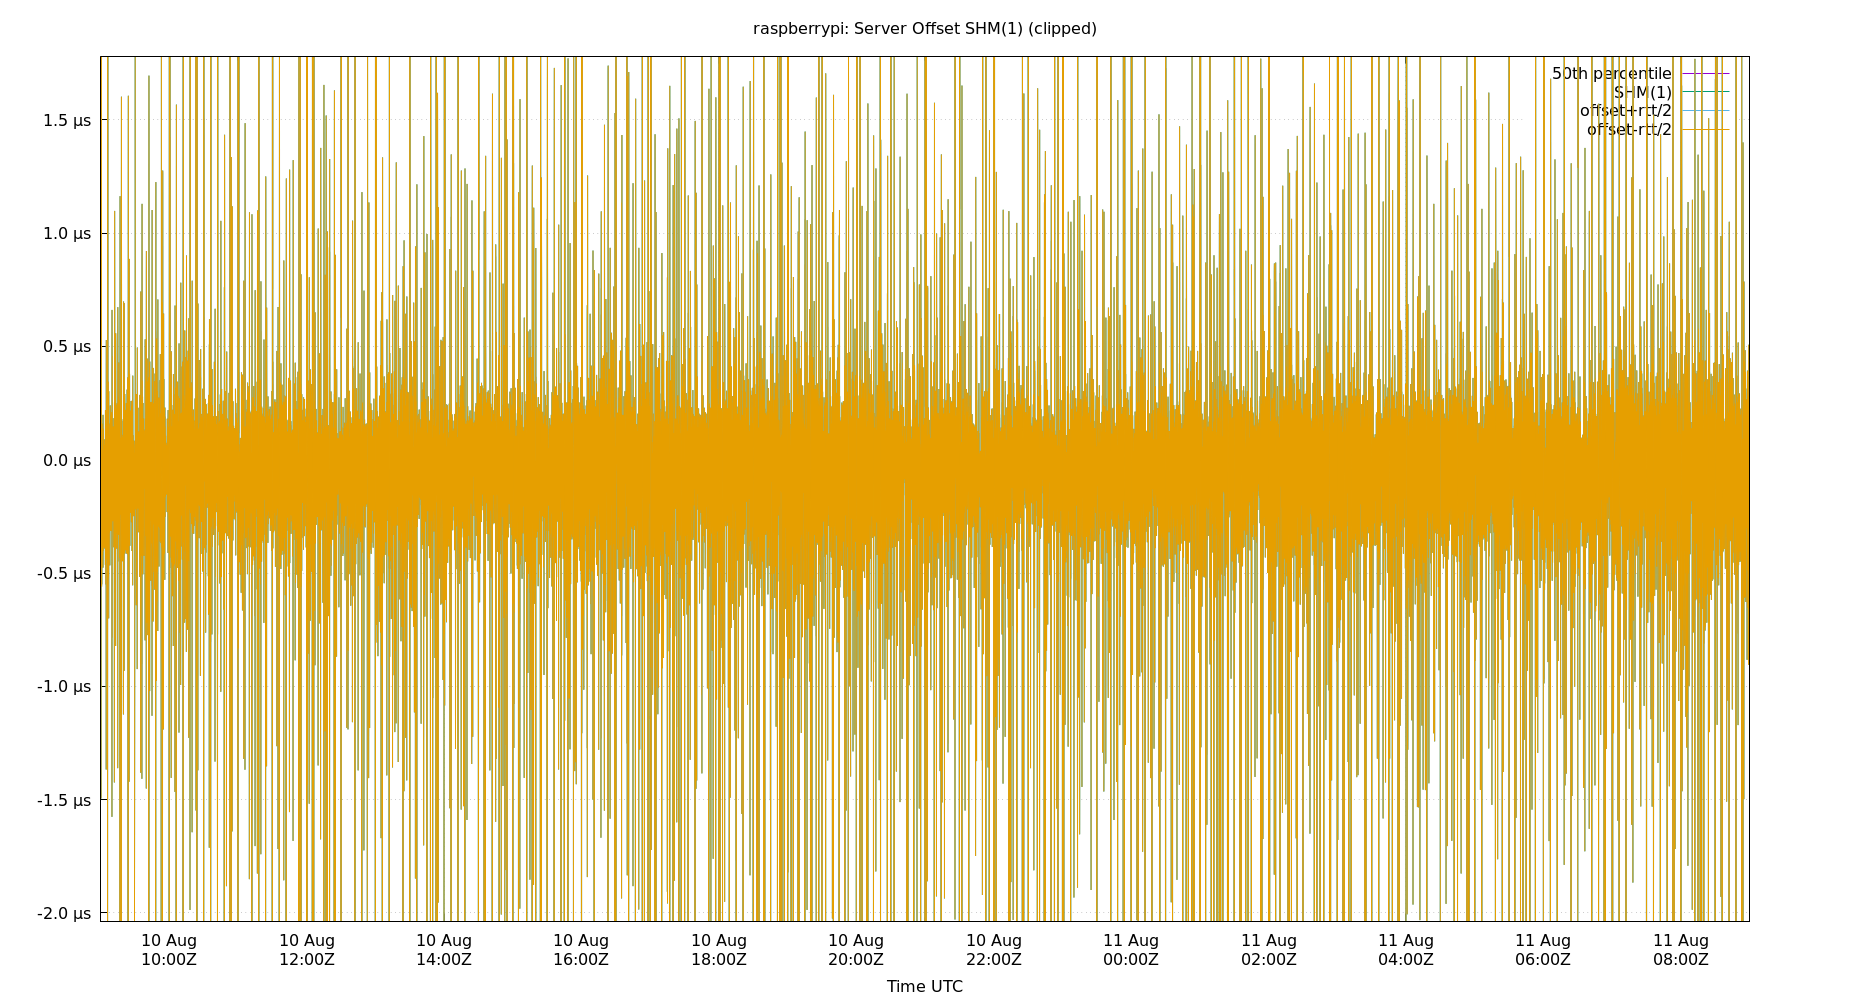 raspberrypi: Server Offset SHM(1) (clipped)
50th percentile
SHM(1)
offset+rtt/2
offset-rtt/2
1.5 µs
1.0 µs
0.5 µs
0.0 µs
-0.5 µs
-1.0 µs
-1.5 µs
-2.0 µs
10 Aug 10 Aug 10 Aug 10 Aug 10 Aug 10 Aug 10 Aug 11 Aug 11 Aug 11 Aug 11 Aug 11 Aug
10:00Z 12:00Z 14:00Z 16:00Z 18:00Z 20:00Z 22:00Z 00:00Z 02:00Z 04:00Z 06:00Z 08:00Z
Time UTC